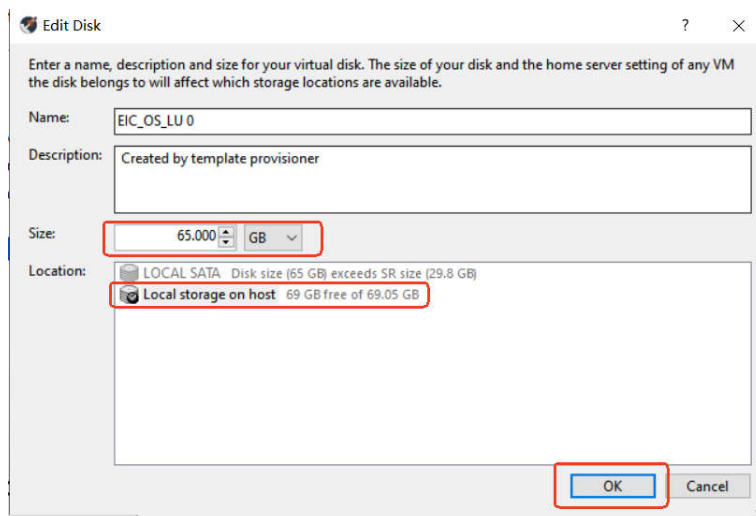 Edit Disk
?
Enter a name, description and size for your virtual disk. The size of your disk and the home server setting of any VM
the disk belongs to will affect which storage locations are available.
Name: EIC_OS_LU 0
Description: Created by template provisioner
Size: 65.000 GB
Location: LOCAL SATA Disk size (65 GB) exceeds SR size (29.8 GB)
Local storage on host 69 GB free of 69.05 GB
OK Cancel